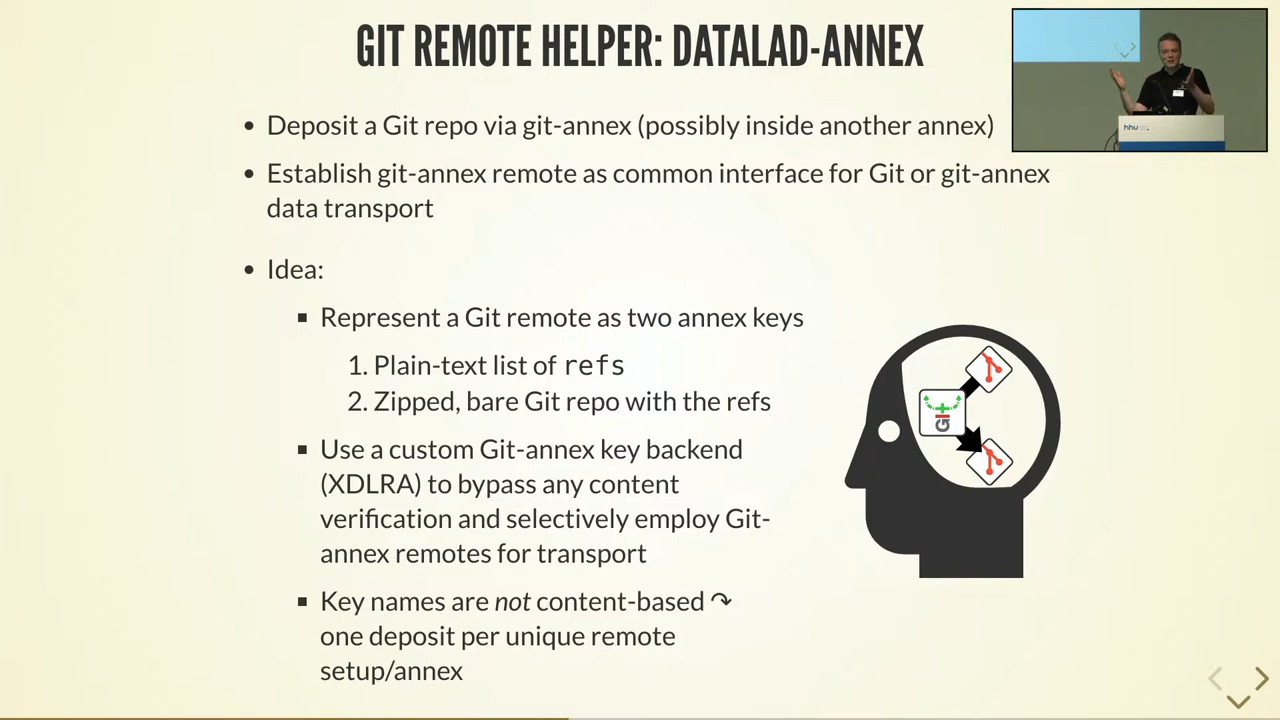 GIT REMOTE HELPER: DATALAD-ANNEX
• Deposit a Git repo via git-annex (possibly inside another annex)
• Establish git-annex remote as common interface for Git or git-annex
data transport
• Idea:
▪ Represent a Git remote as two annex keys
1. Plain-text list of refs
2. Zipped, bare Git repo with the refs
▪ Use a custom Git-annex key backend
(XDLRA) to bypass any content
verification and selectively employ Git-
annex remotes for transport
▪ Key names are not content-based ↷
one deposit per unique remote
setup/annex
git
hhu